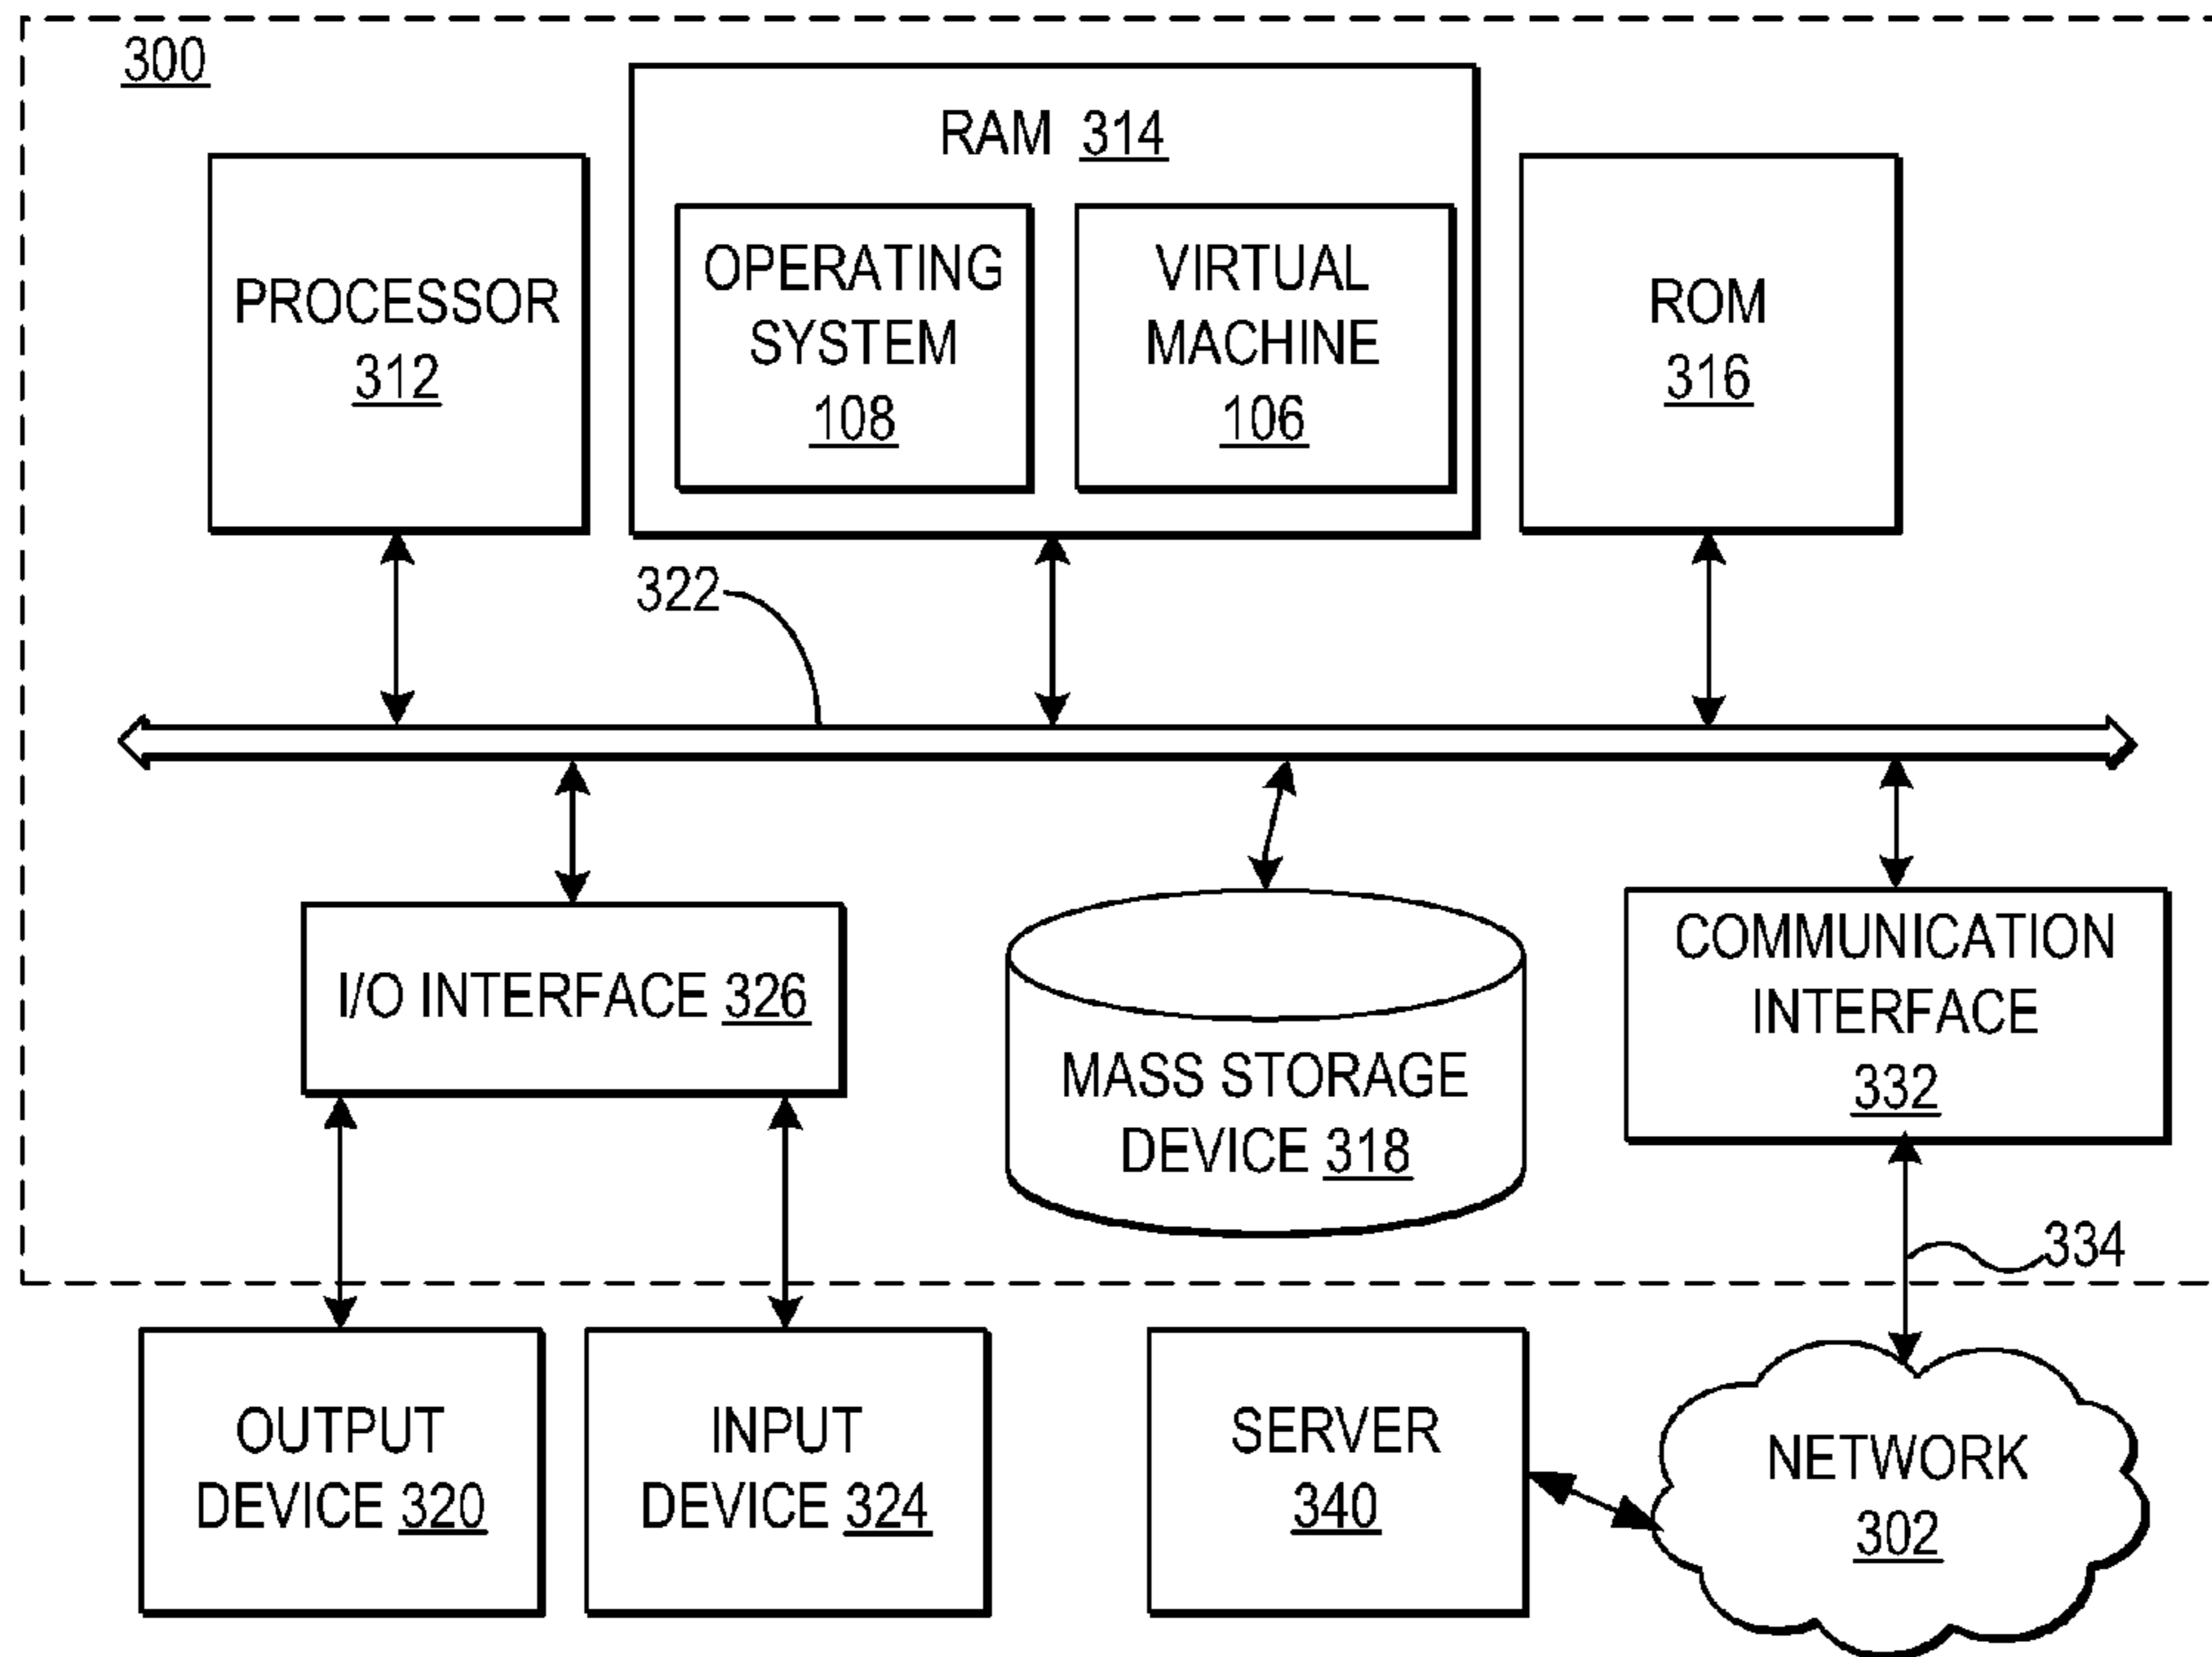 300
RAM 314
PROCESSOR
312
OPERATING
SYSTEM
108
VIRTUAL
MACHINE
106
ROM
316
322
I/O INTERFACE 326
MASS STORAGE
DEVICE 318
COMMUNICATION
INTERFACE
332
334
OUTPUT
DEVICE 320
INPUT
DEVICE 324
SERVER
340
NETWORK
302